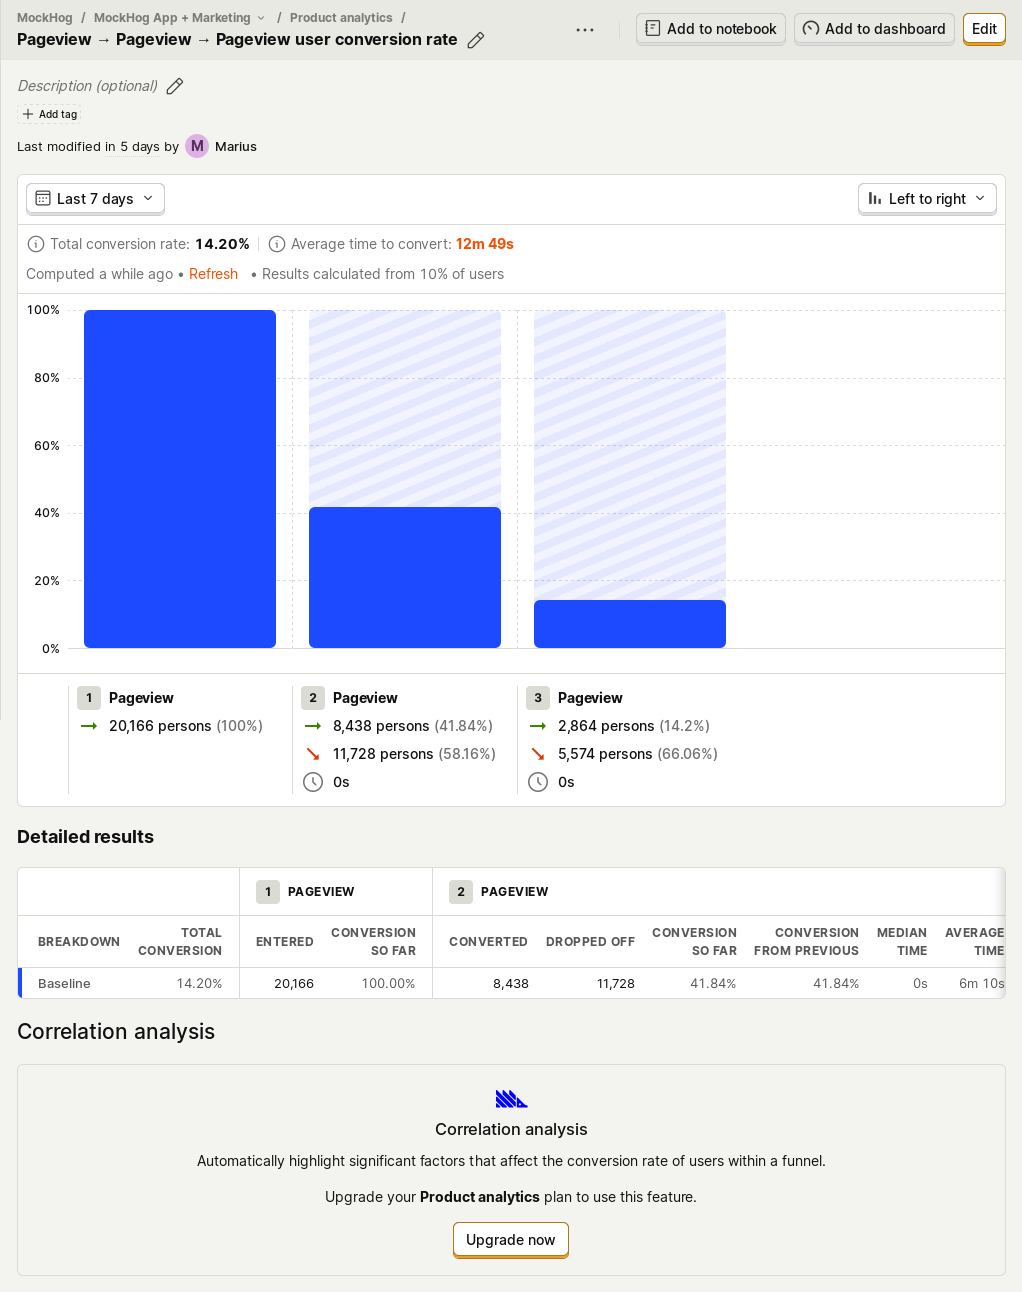 MockHog / MockHog App + Marketing / Product analytics /
Pageview → Pageview → Pageview user conversion rate
Add to notebook
Add to dashboard
Edit
Description (optional)
Add tag
Last modified in 5 days by M Marius
Last 7 days
Left to right
Total conversion rate: 14.20% Average time to convert: 12m 49s
Computed a while ago • Refresh • Results calculated from 10% of users
100%
80%
60%
40%
20%
0%
1 Pageview
20,166 persons (100%)
2 Pageview
8,438 persons (41.84%)
11,728 persons (58.16%)
0s
3 Pageview
2,864 persons (14.2%)
5,574 persons (66.06%)
0s
Detailed results
1 PAGEVIEW 2 PAGEVIEW
BREAKDOWN
TOTAL
CONVERSION
ENTERED
CONVERSION
SO FAR
CONVERTED
DROPPED OFF
CONVERSION
SO FAR
CONVERSION
FROM PREVIOUS
MEDIAN
TIME
AVERAGE
TIME
Baseline 14.20% 20,166 100.00% 8,438 11,728 41.84% 41.84% 0s 6m 10s
Correlation analysis
Correlation analysis
Automatically highlight significant factors that affect the conversion rate of users within a funnel.
Upgrade your Product analytics plan to use this feature.
Upgrade now